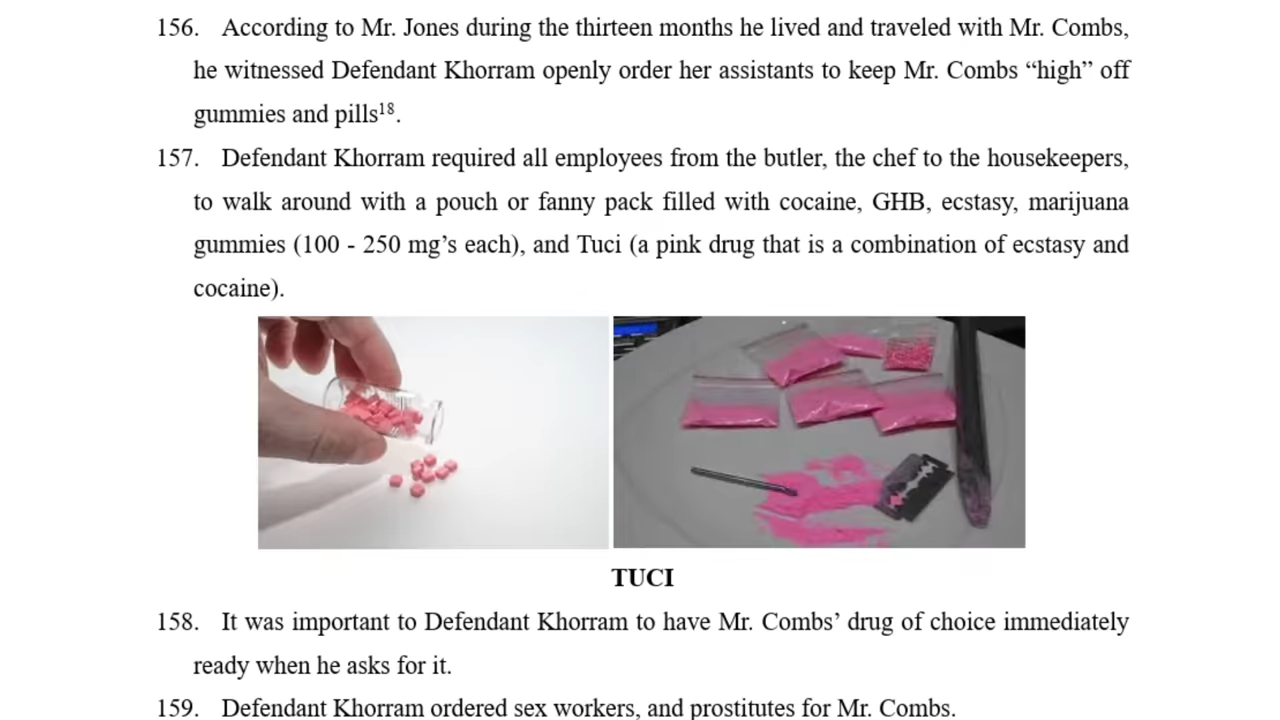 156. According to Mr. Jones during the thirteen months he lived and traveled with Mr. Combs,
he witnessed Defendant Khorram openly order her assistants to keep Mr. Combs “high” off
gummies and pills¹⁸.
157. Defendant Khorram required all employees from the butler, the chef to the housekeepers,
to walk around with a pouch or fanny pack filled with cocaine, GHB, ecstasy, marijuana
gummies (100 - 250 mg’s each), and Tuci (a pink drug that is a combination of ecstasy and
cocaine).
TUCI
158. It was important to Defendant Khorram to have Mr. Combs’ drug of choice immediately
ready when he asks for it.
159. Defendant Khorram ordered sex workers, and prostitutes for Mr. Combs.